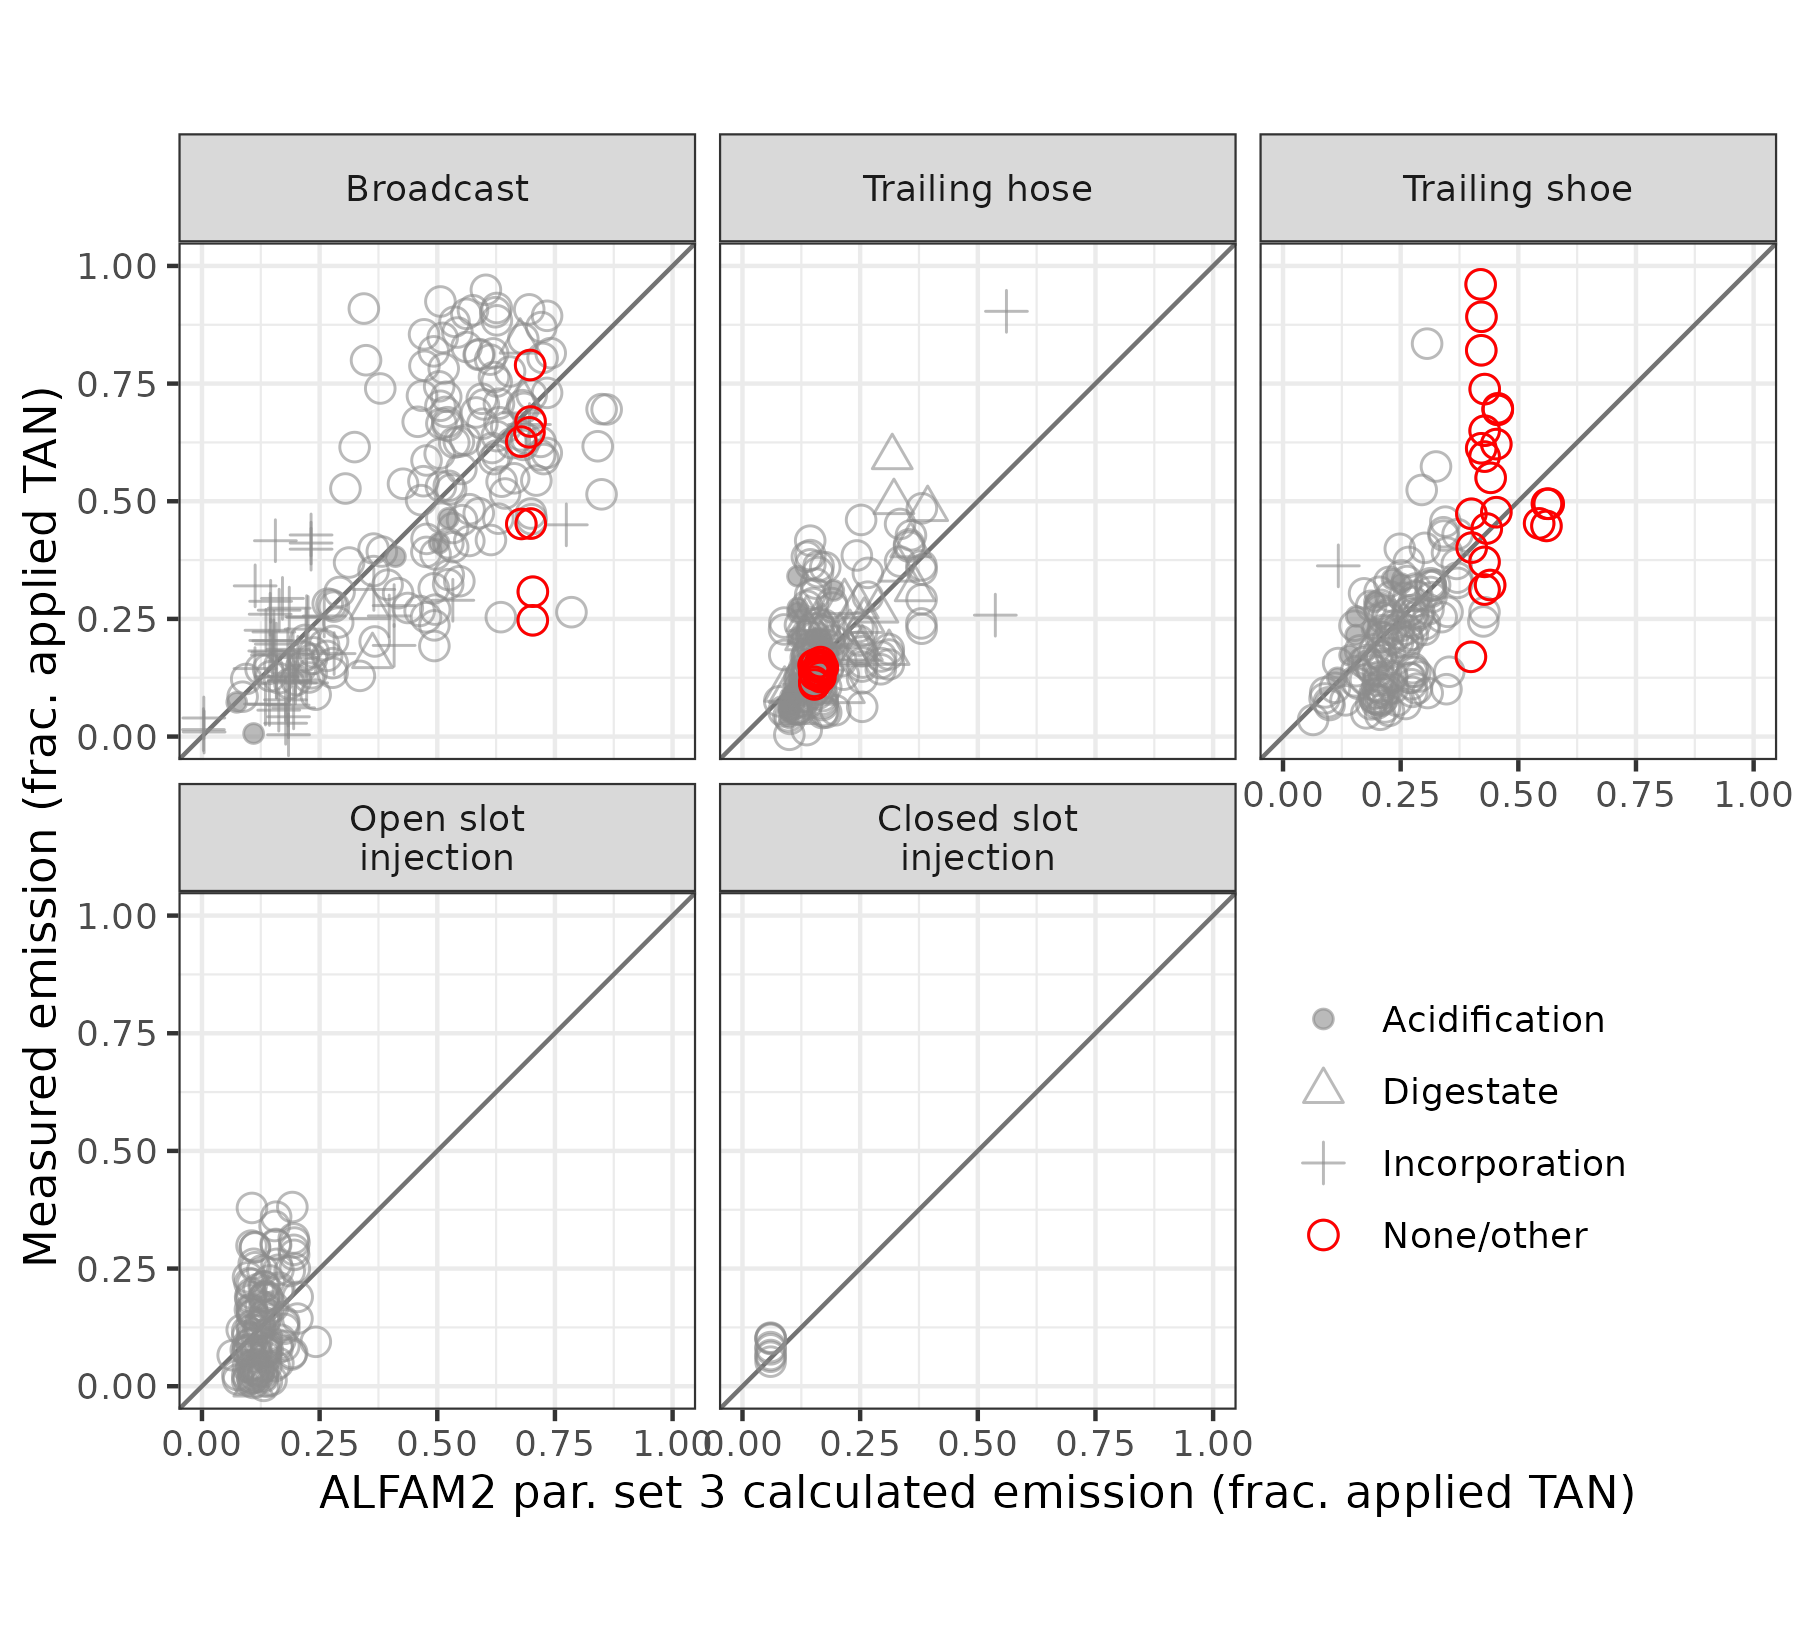 Broadcast
Trailing hose
Trailing shoe
1.00
0.75
0.50
0.25
0.00
0.00 0.25 0.50 0.75 1.00
Open slot
injection
Closed slot
injection
1.00
0.75
0.50
0.25
0.00
0.00 0.25 0.50 0.75 1.00
0.00 0.25 0.50 0.75 1.00
Measured emission (frac. applied TAN)
ALFAM2 par. set 3 calculated emission (frac. applied TAN)
Acidification
Digestate
Incorporation
None/other